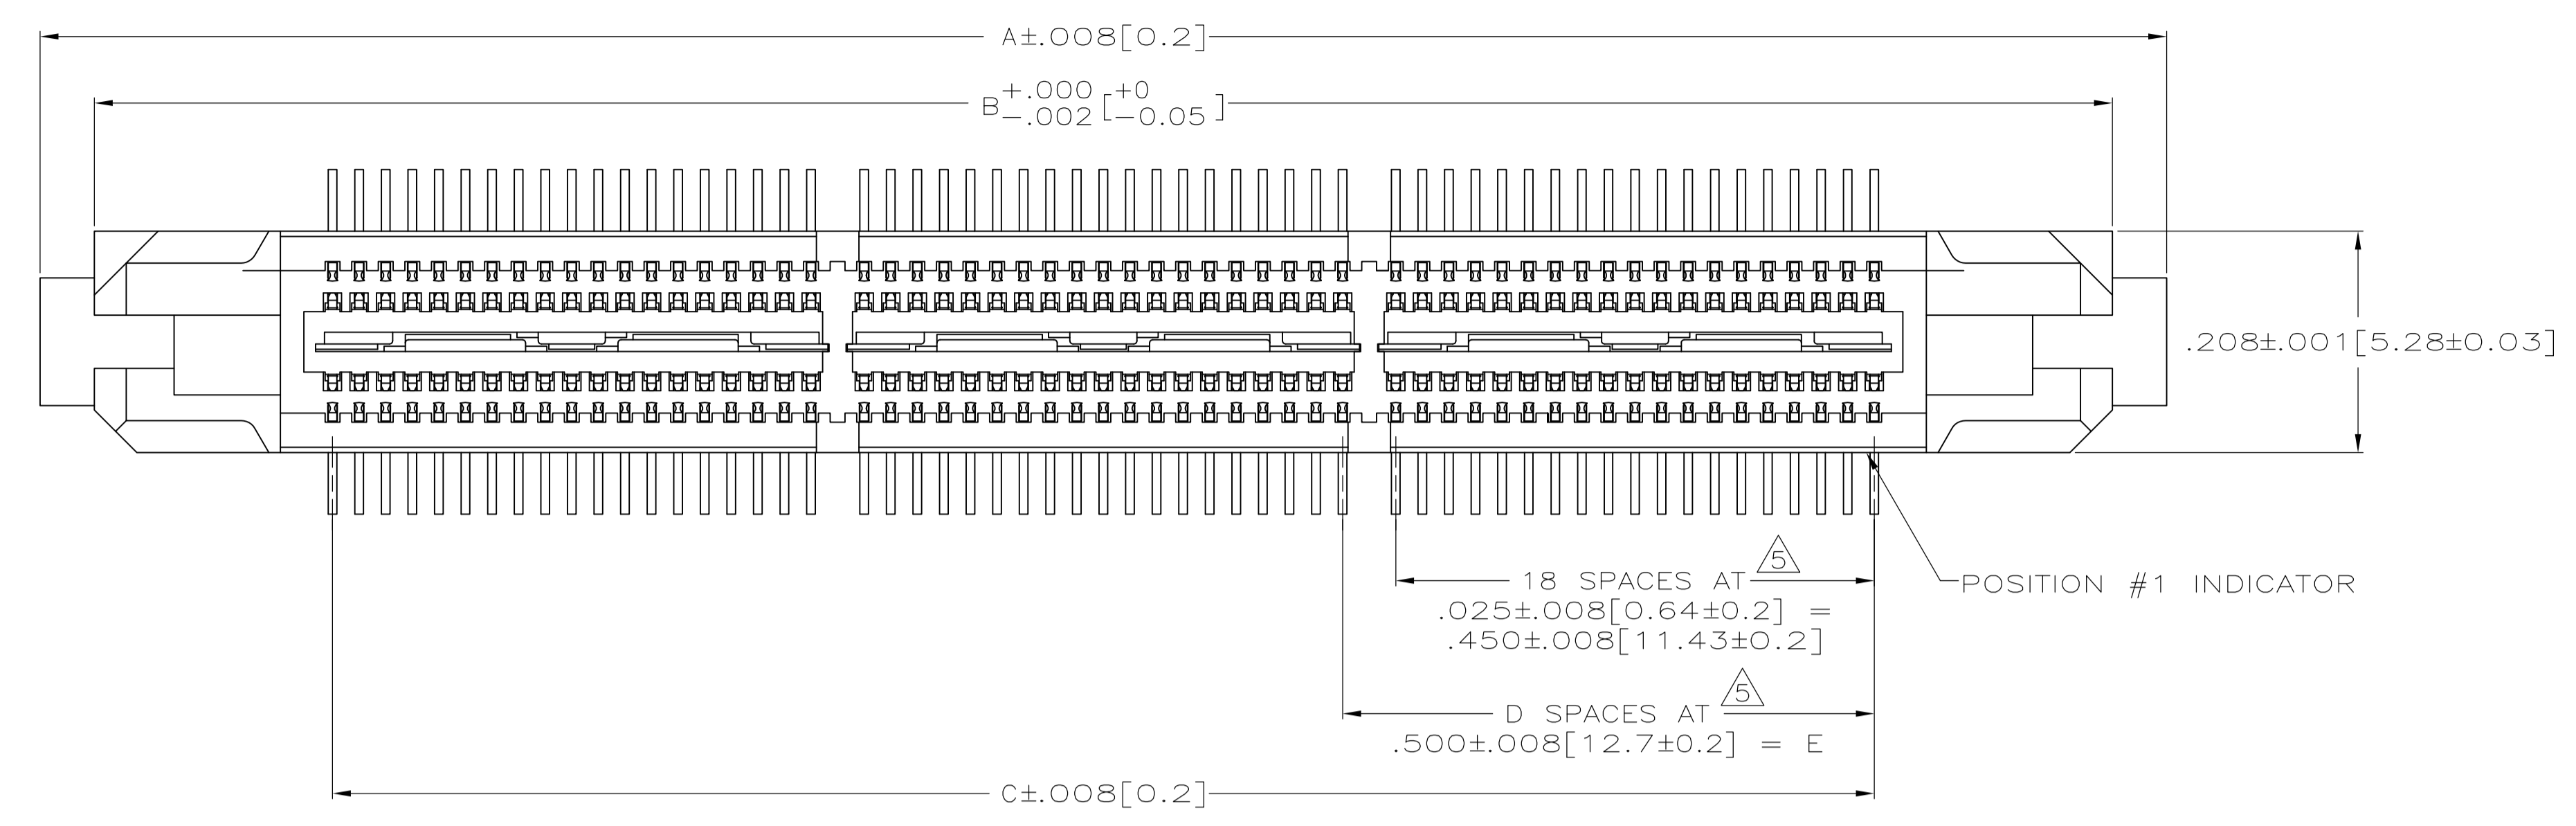 A±.008[0.2]
B +.000 [+0
-.002 -0.05]
.208±.001[5.28±0.03]
5
18 SPACES AT
.025±.008[0.64±0.2] =
.450±.008[11.43±0.2]
POSITION #1 INDICATOR
5
D SPACES AT
.500±.008[12.7±0.2] = E
C±.008[0.2]